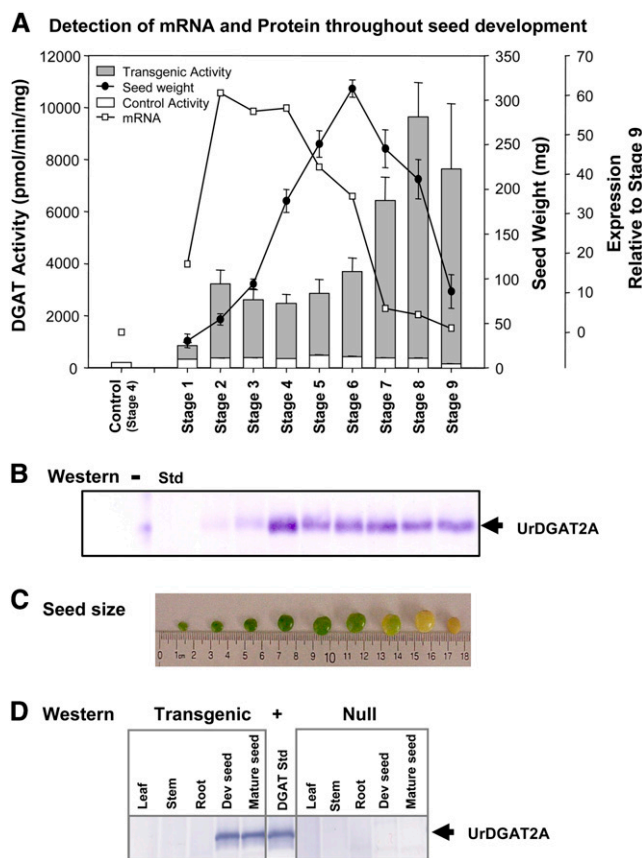 A Detection of mRNA and Protein throughout seed development
DGAT Activity (pmol/min/mg)
12000
10000
8000
6000
4000
2000
0
Transgenic Activity
Seed weight
Control Activity
mRNA
350
300
250
200
150
100
50
0
Seed Weight (mg)
70
60
50
40
30
20
10
0
Expression
Relative to Stage 9
Control
(Stage 4)
Stage 1
Stage 2
Stage 3
Stage 4
Stage 5
Stage 6
Stage 7
Stage 8
Stage 9
B Western - Std
UrDGAT2A
C Seed size
0 1cm 2 3 4 5 6 7 8 9 10 11 12 13 14 15 16 17 18
D Western Transgenic + Null
Leaf
Stem
Root
Dev seed
Mature seed
DGAT Std
Leaf
Stem
Root
Dev seed
Mature seed
UrDGAT2A